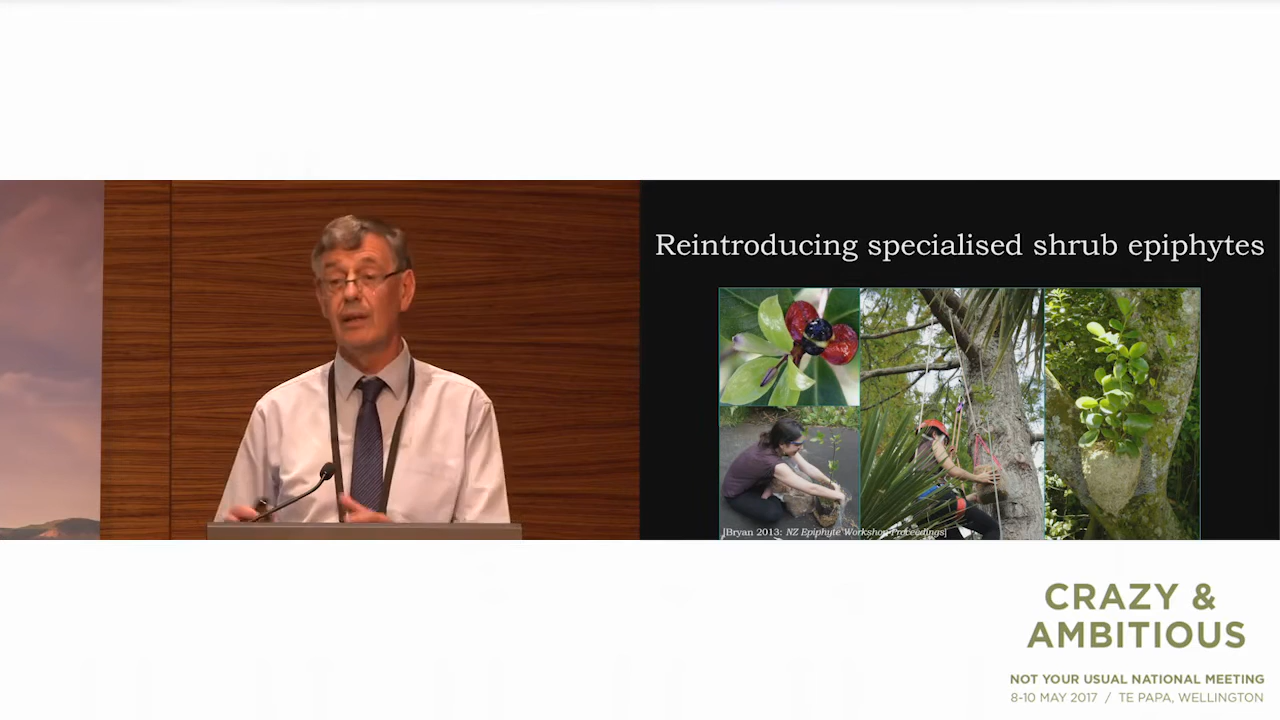 Reintroducing specialised shrub epiphytes
[Bryan 2013: NZ Epiphyte Workshop Proceedings]
CRAZY &
AMBITIOUS
NOT YOUR USUAL NATIONAL MEETING
8-10 MAY 2017 / TE PAPA, WELLINGTON